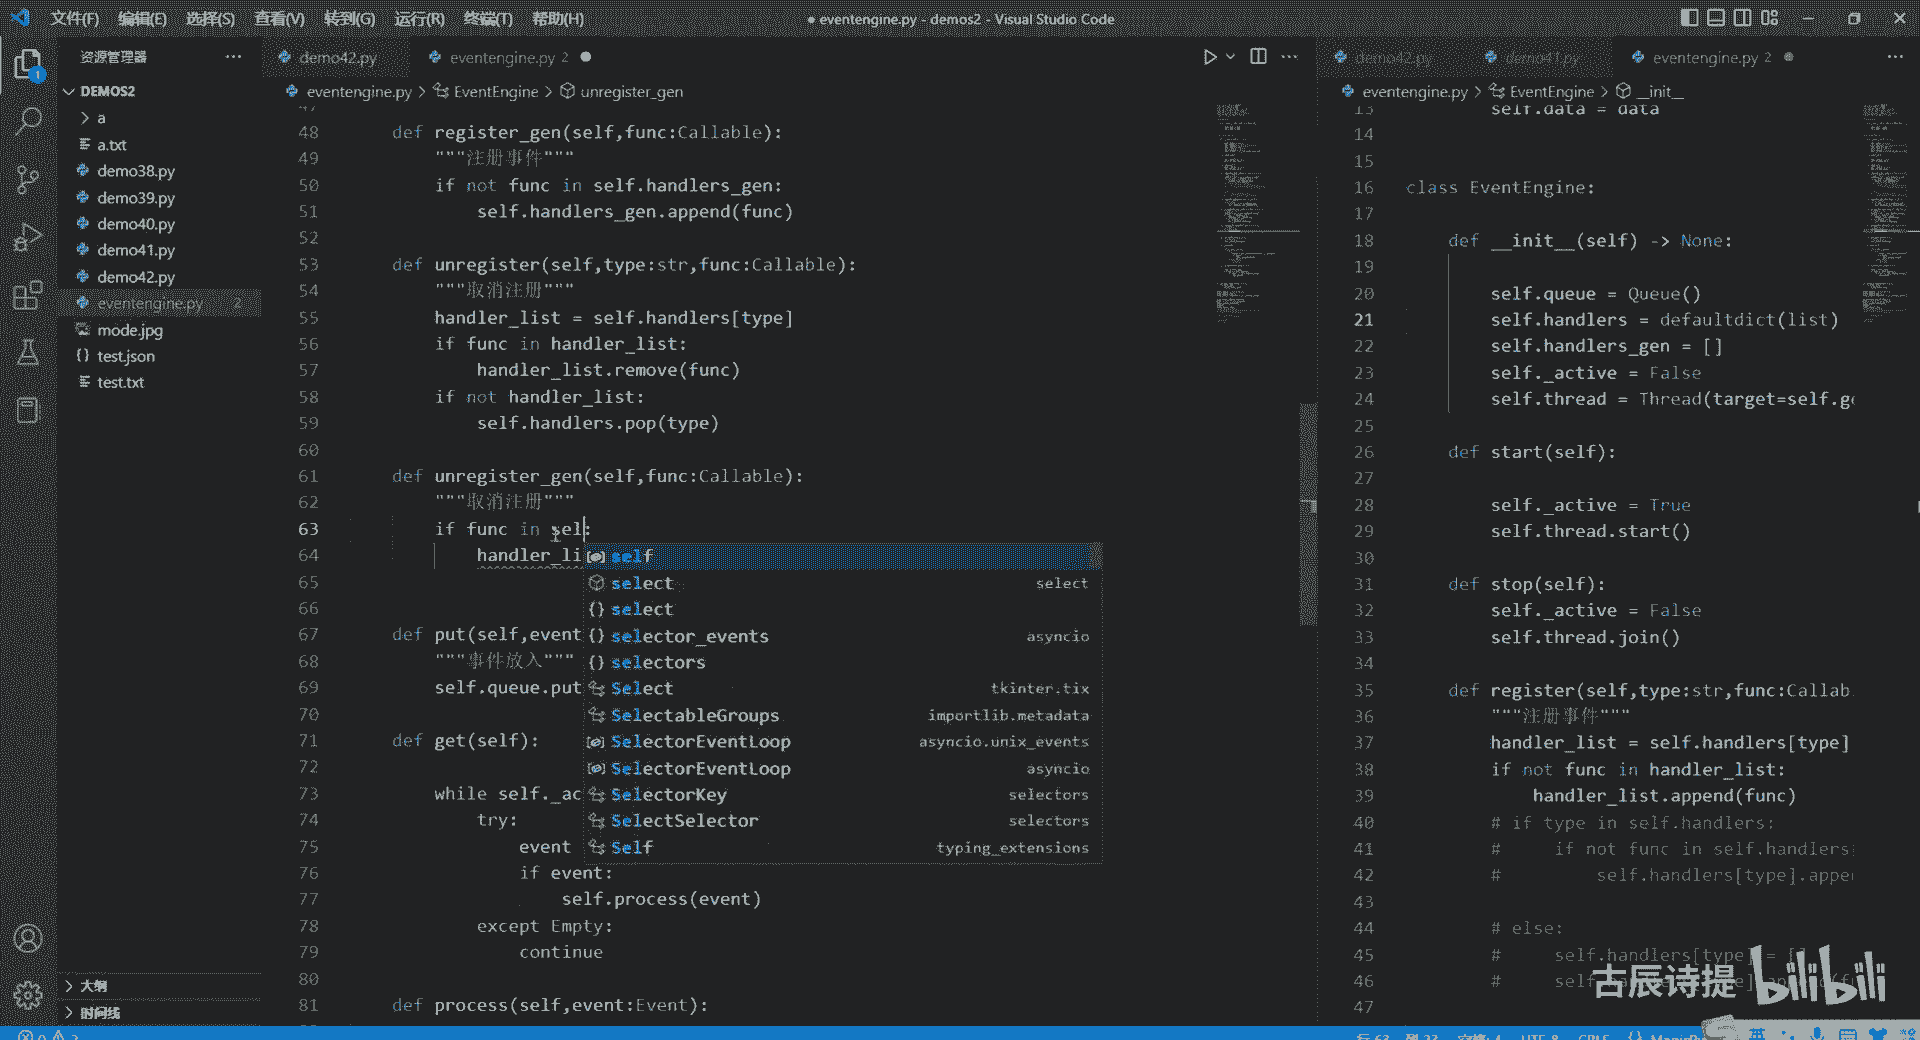 文件(F) 编辑(E) 选择(S) 查看(V) 转到(G) 运行(R) 终端(T) 帮助(H)
● eventengine.py - demos2 - Visual Studio Code
资源管理器
1
DEMOS2
a
a.txt
demo38.py
demo39.py
demo40.py
demo41.py
demo42.py
eventengine.py 2
mode.jpg
test.json
test.txt
大纲
时间线
demo42.py
eventengine.py 2
eventengine.py > EventEngine > unregister_gen
47
48 def register_gen(self,func:Callable):
49 """注册事件"""
50 if not func in self.handlers_gen:
51 self.handlers_gen.append(func)
52
53 def unregister(self,type:str,func:Callable):
54 """取消注册"""
55 handler_list = self.handlers[type]
56 if func in handler_list:
57 handler_list.remove(func)
58 if not handler_list:
59 self.handlers.pop(type)
60
61 def unregister_gen(self,func:Callable):
62 """取消注册"""
63 if func in sel:
64 handler_li
65
66
67 def put(self,event
68 """事件放入"""
69 self.queue.put
70
71 def get(self):
72
73 while self._ac
74 try:
75 event
76 if event:
77 self.process(event)
78 except Empty:
79 continue
80
81 def process(self,event:Event):
self
select select
select
selector_events asyncio
selectors
Select tkinter.tix
SelectableGroups importlib.metadata
SelectorEventLoop asyncio.unix_events
SelectorEventLoop asyncio
SelectorKey selectors
SelectSelector selectors
Self typing_extensions
demo42.py
demo41.py
eventengine.py 2
eventengine.py > EventEngine > __init__
13 self.data = data
14
15
16 class EventEngine:
17
18 def __init__(self) -> None:
19
20 self.queue = Queue()
21 self.handlers = defaultdict(list)
22 self.handlers_gen = []
23 self._active = False
24 self.thread = Thread(target=self.ge
25
26 def start(self):
27
28 self._active = True
29 self.thread.start()
30
31 def stop(self):
32 self._active = False
33 self.thread.join()
34
35 def register(self,type:str,func:Callab
36 """注册事件"""
37 handler_list = self.handlers[type]
38 if not func in handler_list:
39 handler_list.append(func)
40 # if type in self.handlers:
41 # if not func in self.handlers
42 # self.handlers[type].appe
43
44 # else:
45 # self.handlers[type] = [
46 #
47
古辰诗提 bilibili